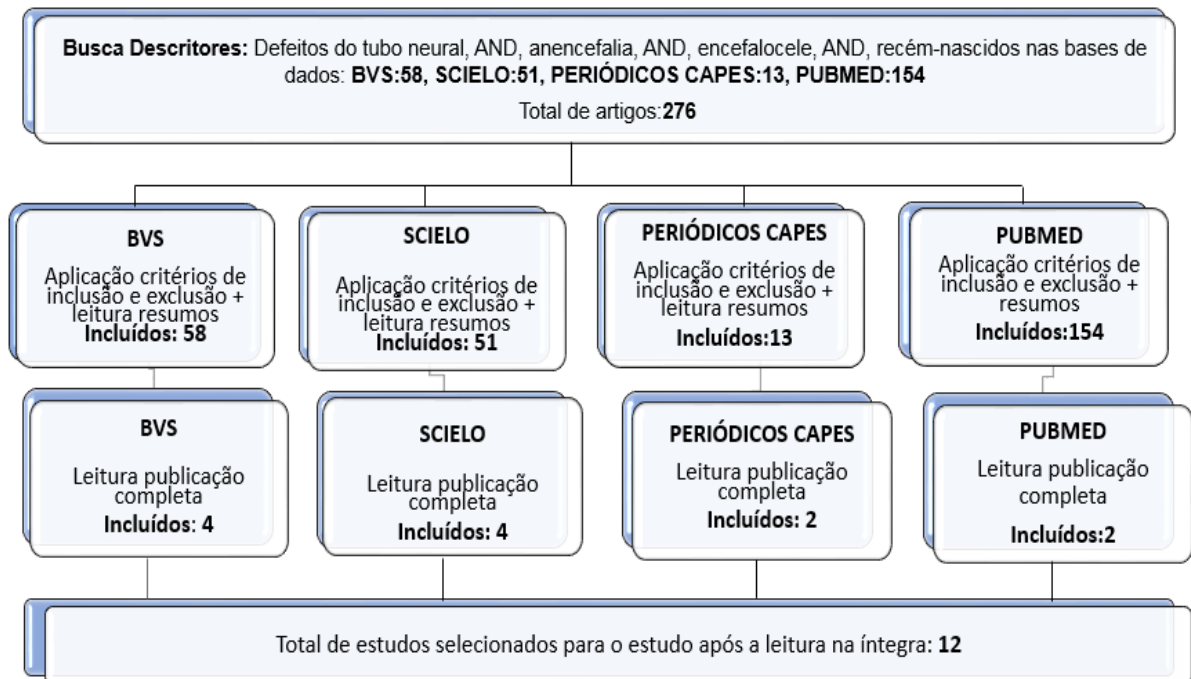 Busca Descritores: Defeitos do tubo neural, AND, anencefalia, AND, encefalocele, AND, recém-nascidos nas bases de
dados: BVS:58, SCIELO:51, PERIÓDICOS CAPES:13, PUBMED:154
Total de artigos:276
BVS
Aplicação critérios de
inclusão e exclusão +
leitura resumos
Incluídos: 58
SCIELO
Aplicação critérios de
inclusão e exclusão +
leitura resumos
Incluídos: 51
PERIÓDICOS CAPES
Aplicação critérios de
inclusão e exclusão +
leitura resumos
Incluídos:13
PUBMED
Aplicação critérios de
inclusão e exclusão +
resumos
Incluídos:154
BVS
Leitura publicação
completa
Incluídos: 4
SCIELO
Leitura publicação
completa
Incluídos: 4
PERIÓDICOS CAPES
Leitura publicação
completa
Incluídos: 2
PUBMED
Leitura publicação
completa
Incluídos:2
Total de estudos selecionados para o estudo após a leitura na íntegra: 12